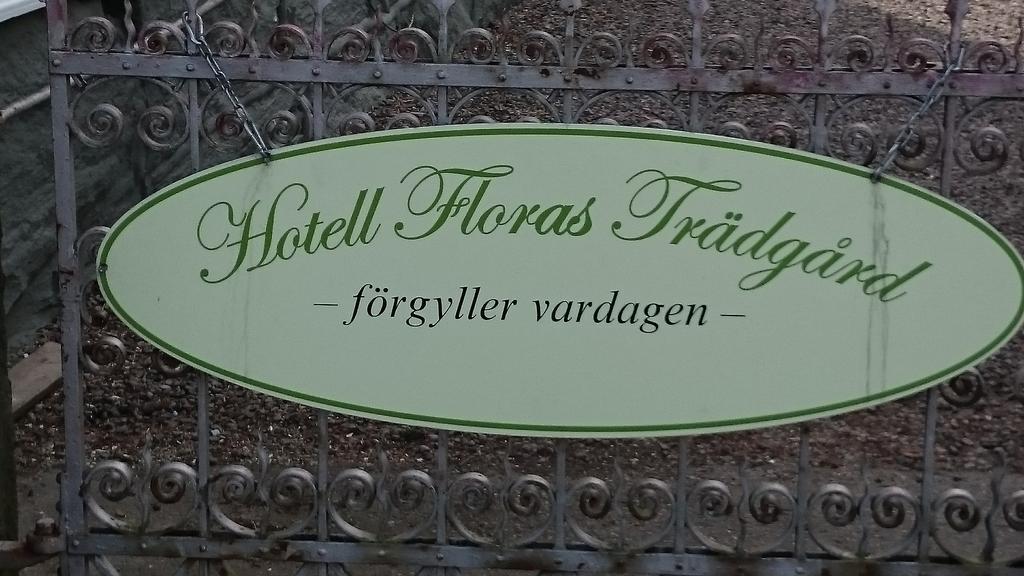 Hotell Floras Trädgård
– förgyller vardagen –